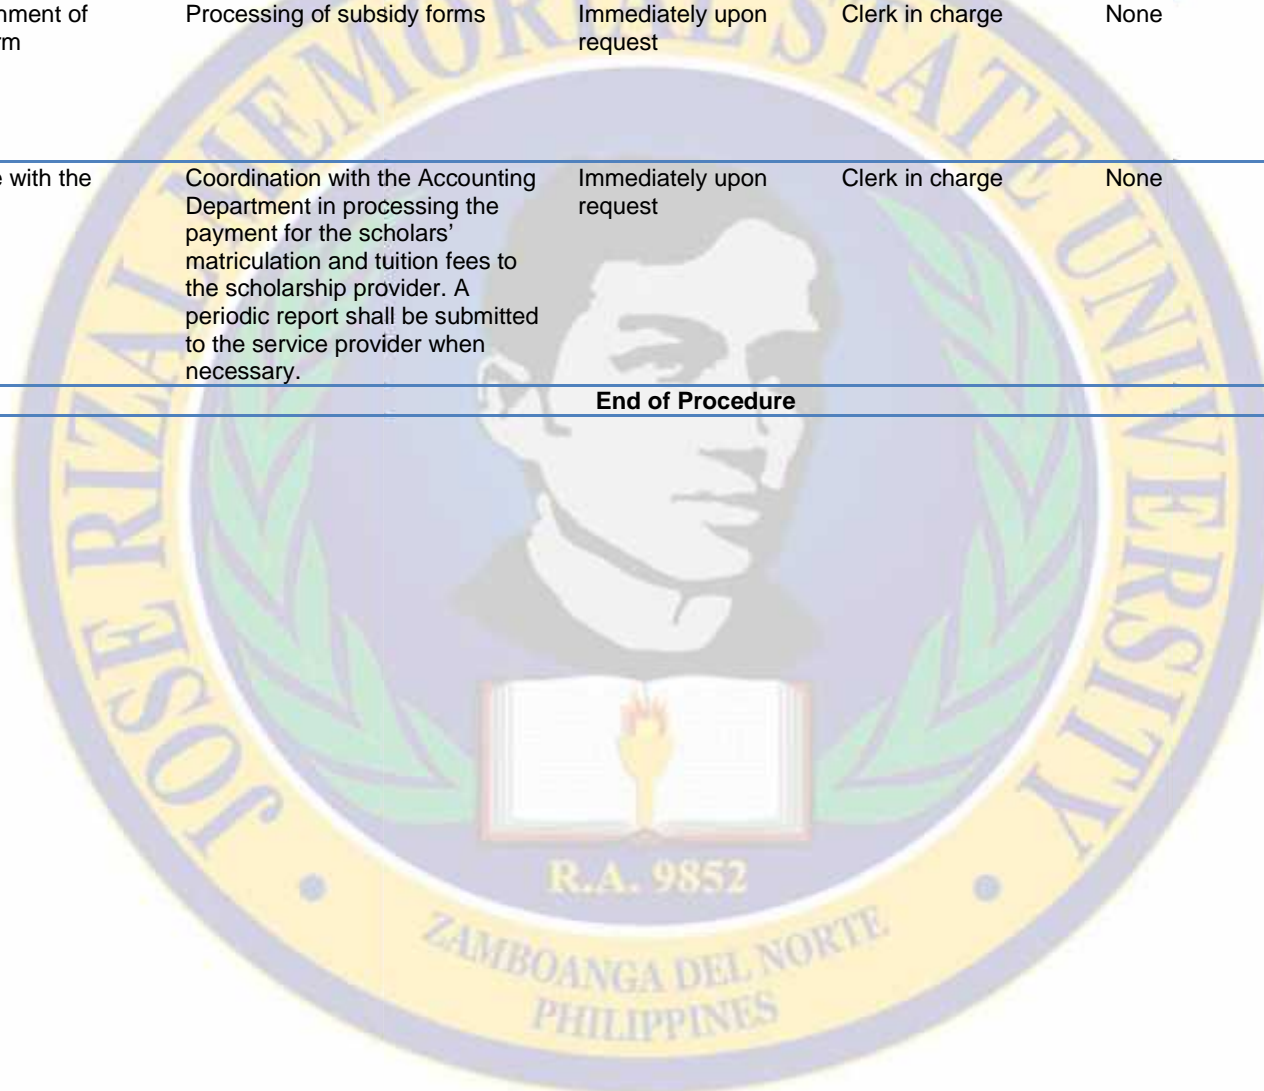 Processing of subsidy forms Immediately upon Clerk in charge None
request
with the Coordination with the Accounting Immediately upon Clerk in charge None
Department in processing the request
payment for the scholars’
matriculation and tuition fees to
the scholarship provider. A
periodic report shall be submitted
to the service provider when
necessary.
End of Procedure
JOSE RIZAL MEMORIAL STATE UNIVERSITY
R.A. 9852
ZAMBOANGA DEL NORTE
PHILIPPINES